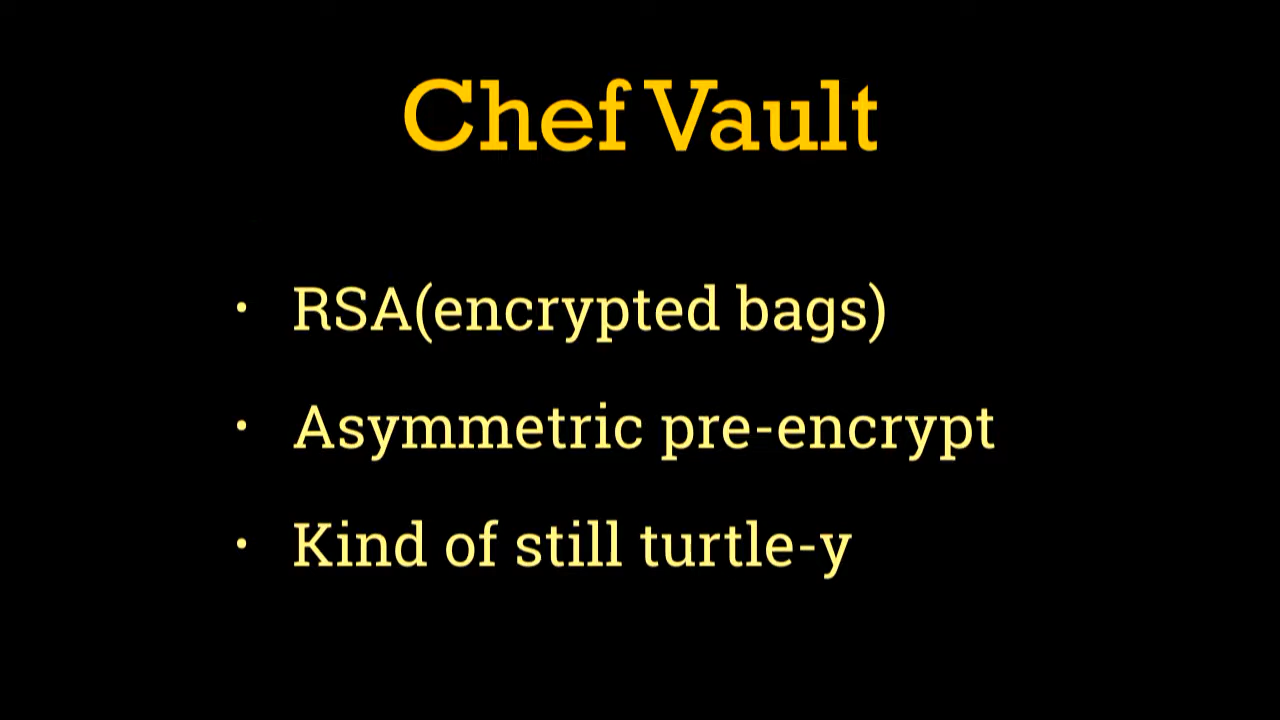 Chef Vault
• RSA(encrypted bags)
• Asymmetric pre-encrypt
• Kind of still turtle-y